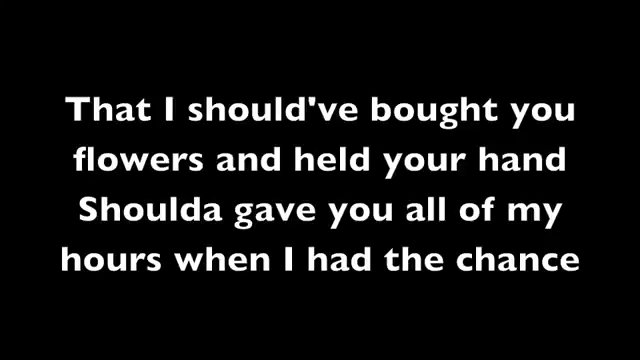 That I should've bought you
flowers and held your hand
Shoulda gave you all of my
hours when I had the chance